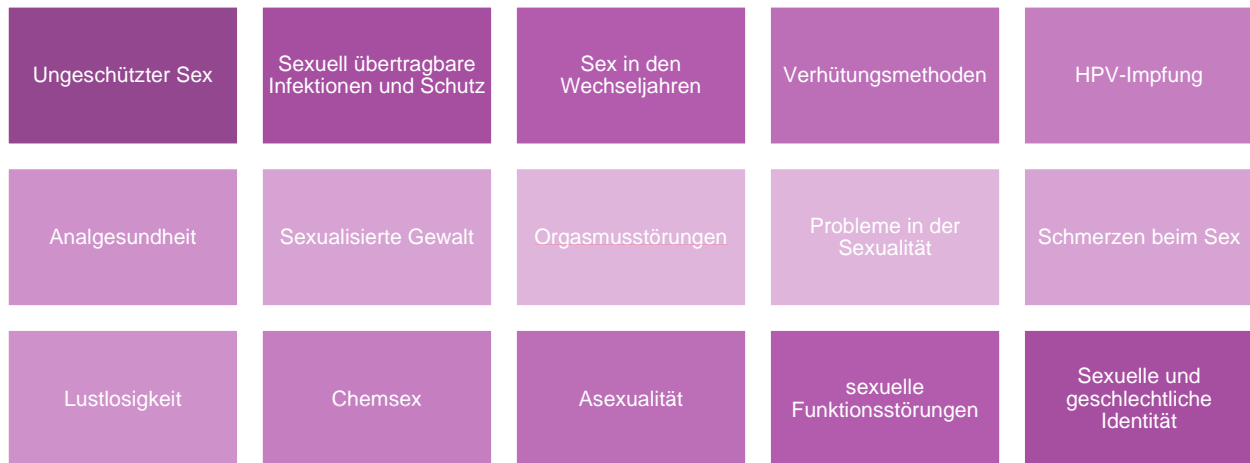 Ungeschützter Sex
Sexuell übertragbare
Infektionen und Schutz
Sex in den
Wechseljahren
Verhütungsmethoden
HPV-Impfung
Analgesundheit
Sexualisierte Gewalt
Orgasmusstörungen
Probleme in der
Sexualität
Schmerzen beim Sex
Lustlosigkeit
Chemsex
Asexualität
sexuelle
Funktionsstörungen
Sexuelle und
geschlechtliche
Identität